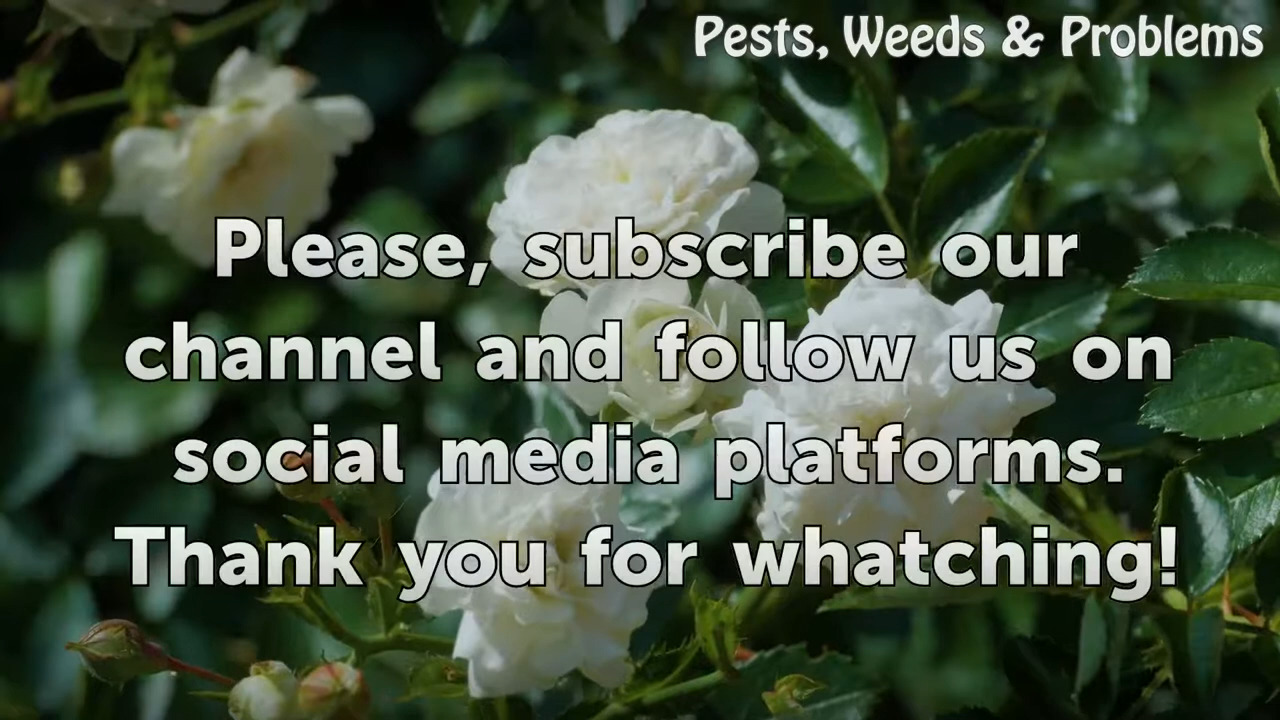 Pests, Weeds & Problems
Please, subscribe our
channel and follow us on
social media platforms.
Thank you for whatching!